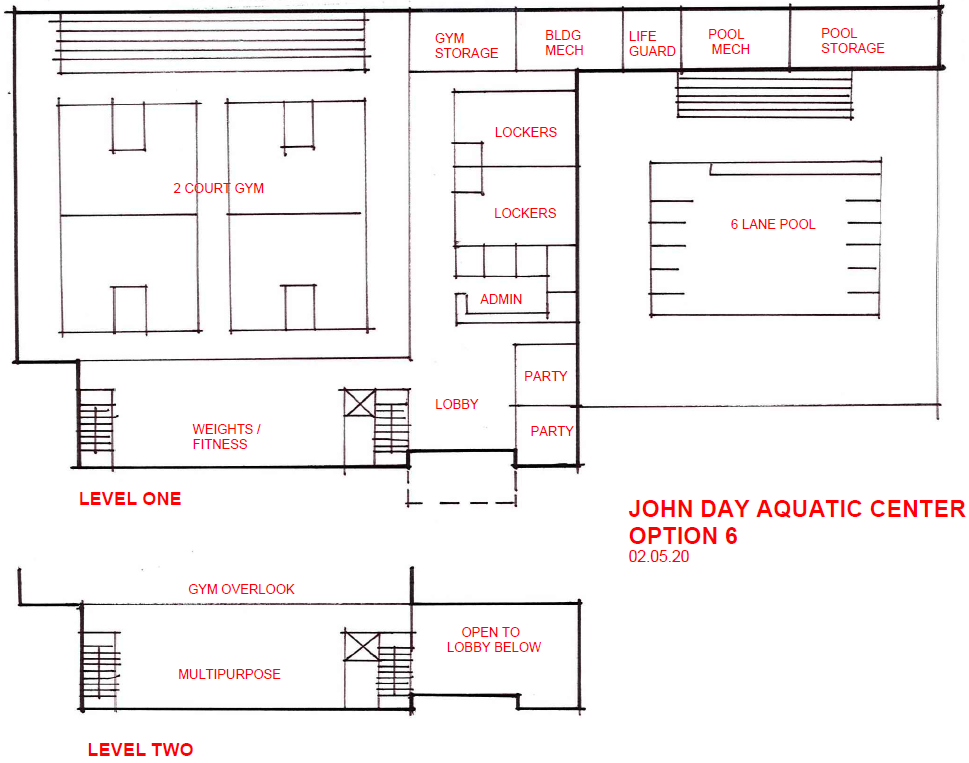 GYM
STORAGE
BLDG
MECH
LIFE
GUARD
POOL
MECH
POOL
STORAGE
LOCKERS
2 COURT GYM
LOCKERS
6 LANE POOL
ADMIN
PARTY
LOBBY
WEIGHTS /
FITNESS
PARTY
LEVEL ONE
JOHN DAY AQUATIC CENTER
OPTION 6
02.05.20
GYM OVERLOOK
OPEN TO
LOBBY BELOW
MULTIPURPOSE
LEVEL TWO